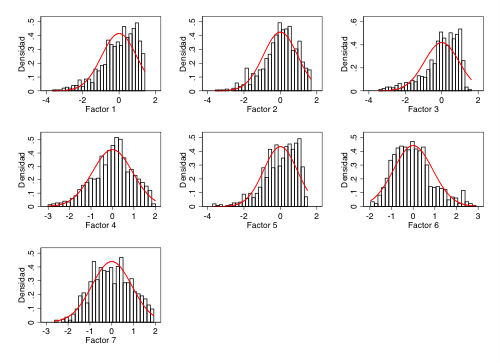 Densidad
0 .1 .2 .3 .4 .5
-4 -2 0 2
Factor 1
Densidad
0 .1 .2 .3 .4 .5
-4 -2 0 2
Factor 2
Densidad
0 .2 .4 .6
-4 -2 0 2
Factor 3
Densidad
0 .1 .2 .3 .4 .5
-3 -2 -1 0 1 2
Factor 4
Densidad
0 .1 .2 .3 .4 .5
-4 -2 0 2
Factor 5
Densidad
0 .1 .2 .3 .4 .5
-2 -1 0 1 2 3
Factor 6
Densidad
0 .1 .2 .3 .4 .5
-3 -2 -1 0 1 2
Factor 7